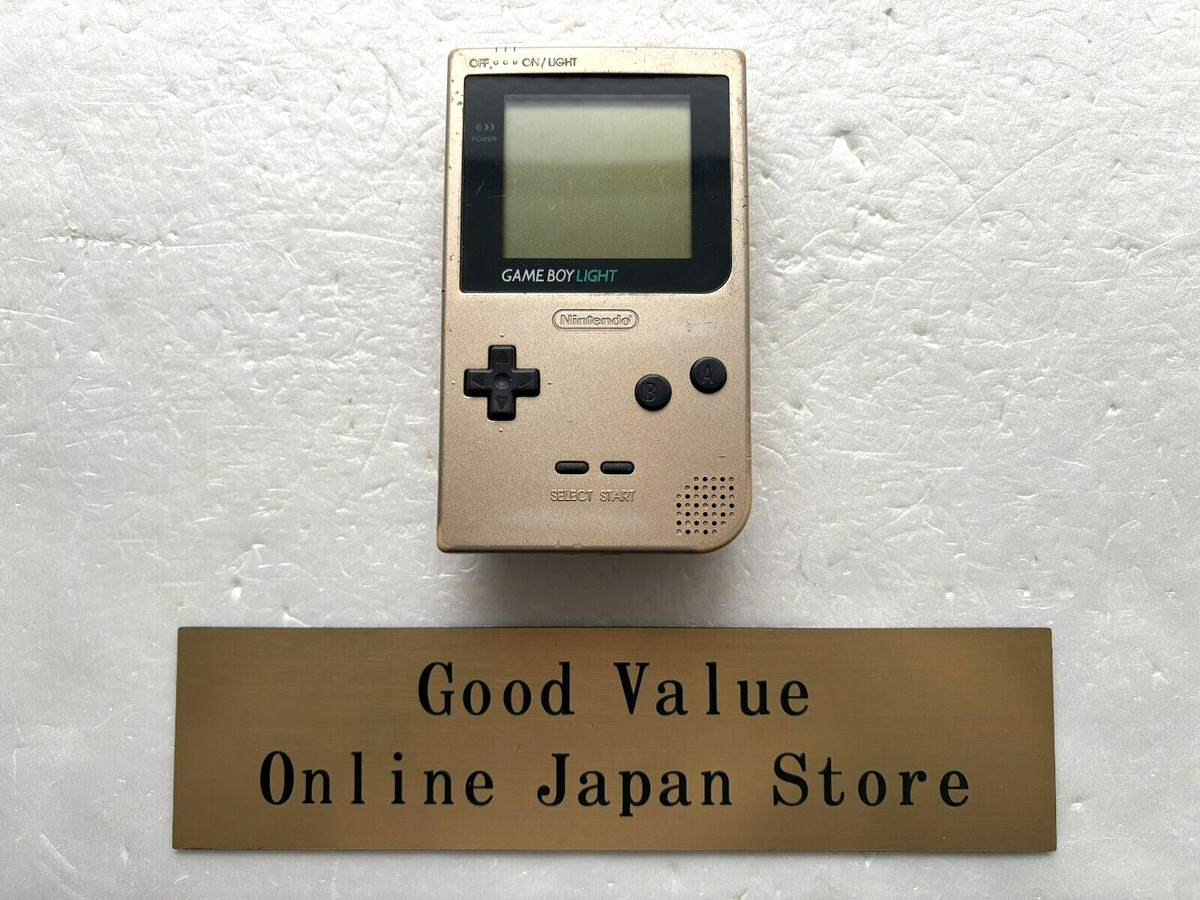 OFF ON/LIGHT
POWER
GAME BOY LIGHT
Nintendo
B A
SELECT START
Good Value
Online Japan Store